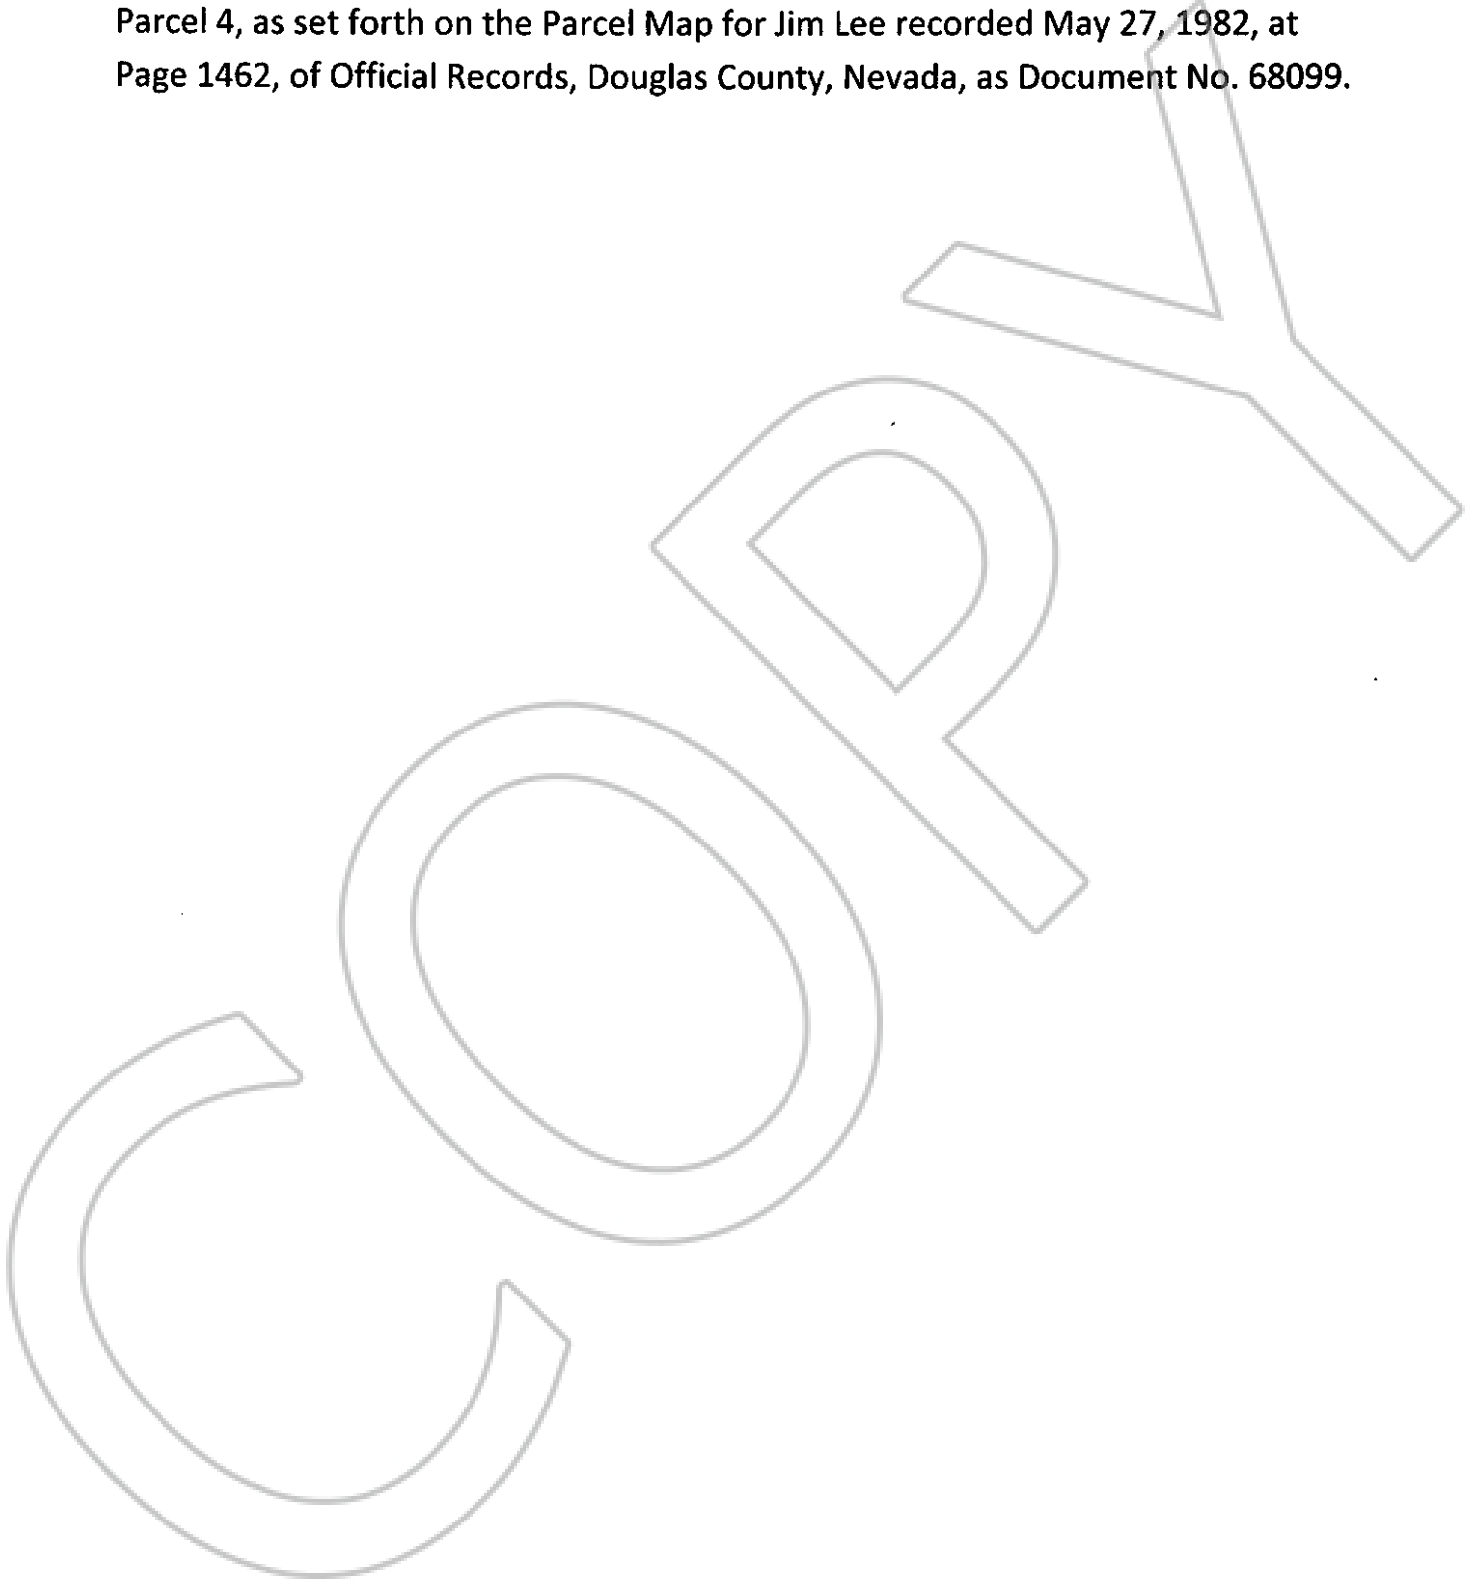 Parcel 4, as set forth on the Parcel Map for Jim Lee recorded May 27, 1982, at
Page 1462, of Official Records, Douglas County, Nevada, as Document No. 68099.
COPY